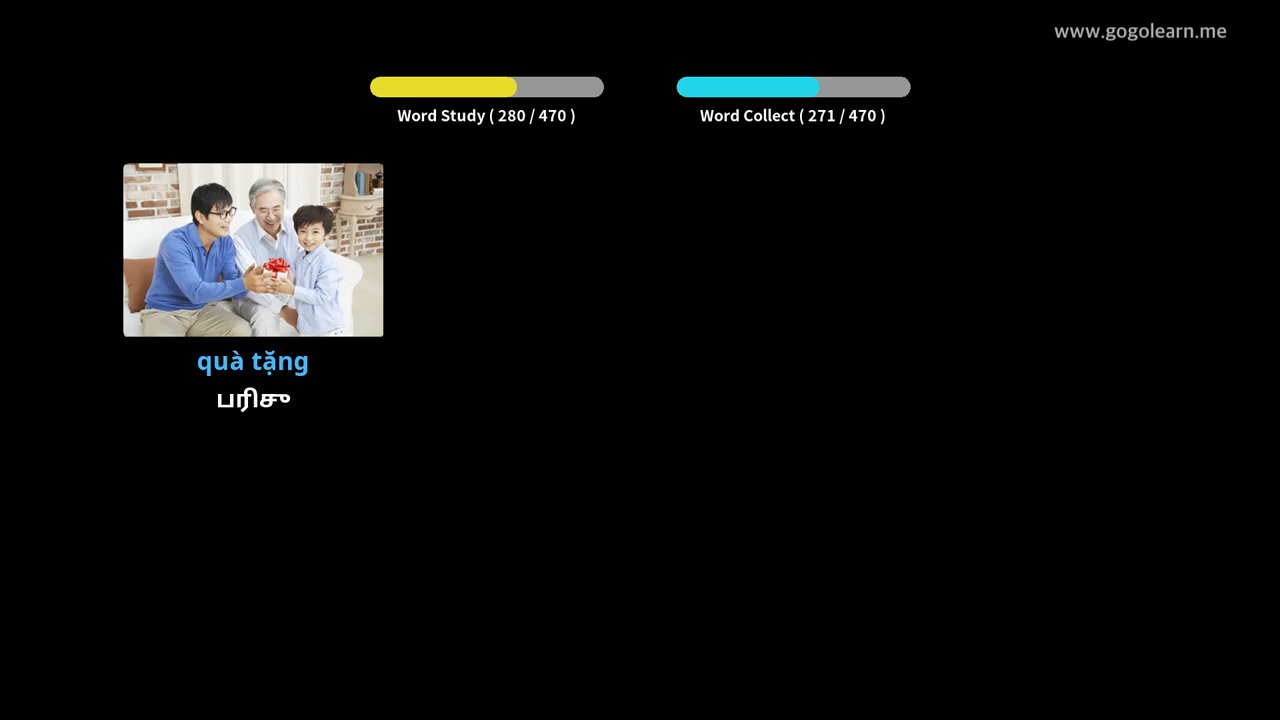 www.gogolearn.me
Word Study ( 280 / 470 )
Word Collect ( 271 / 470 )
quà tặng
பரிசு